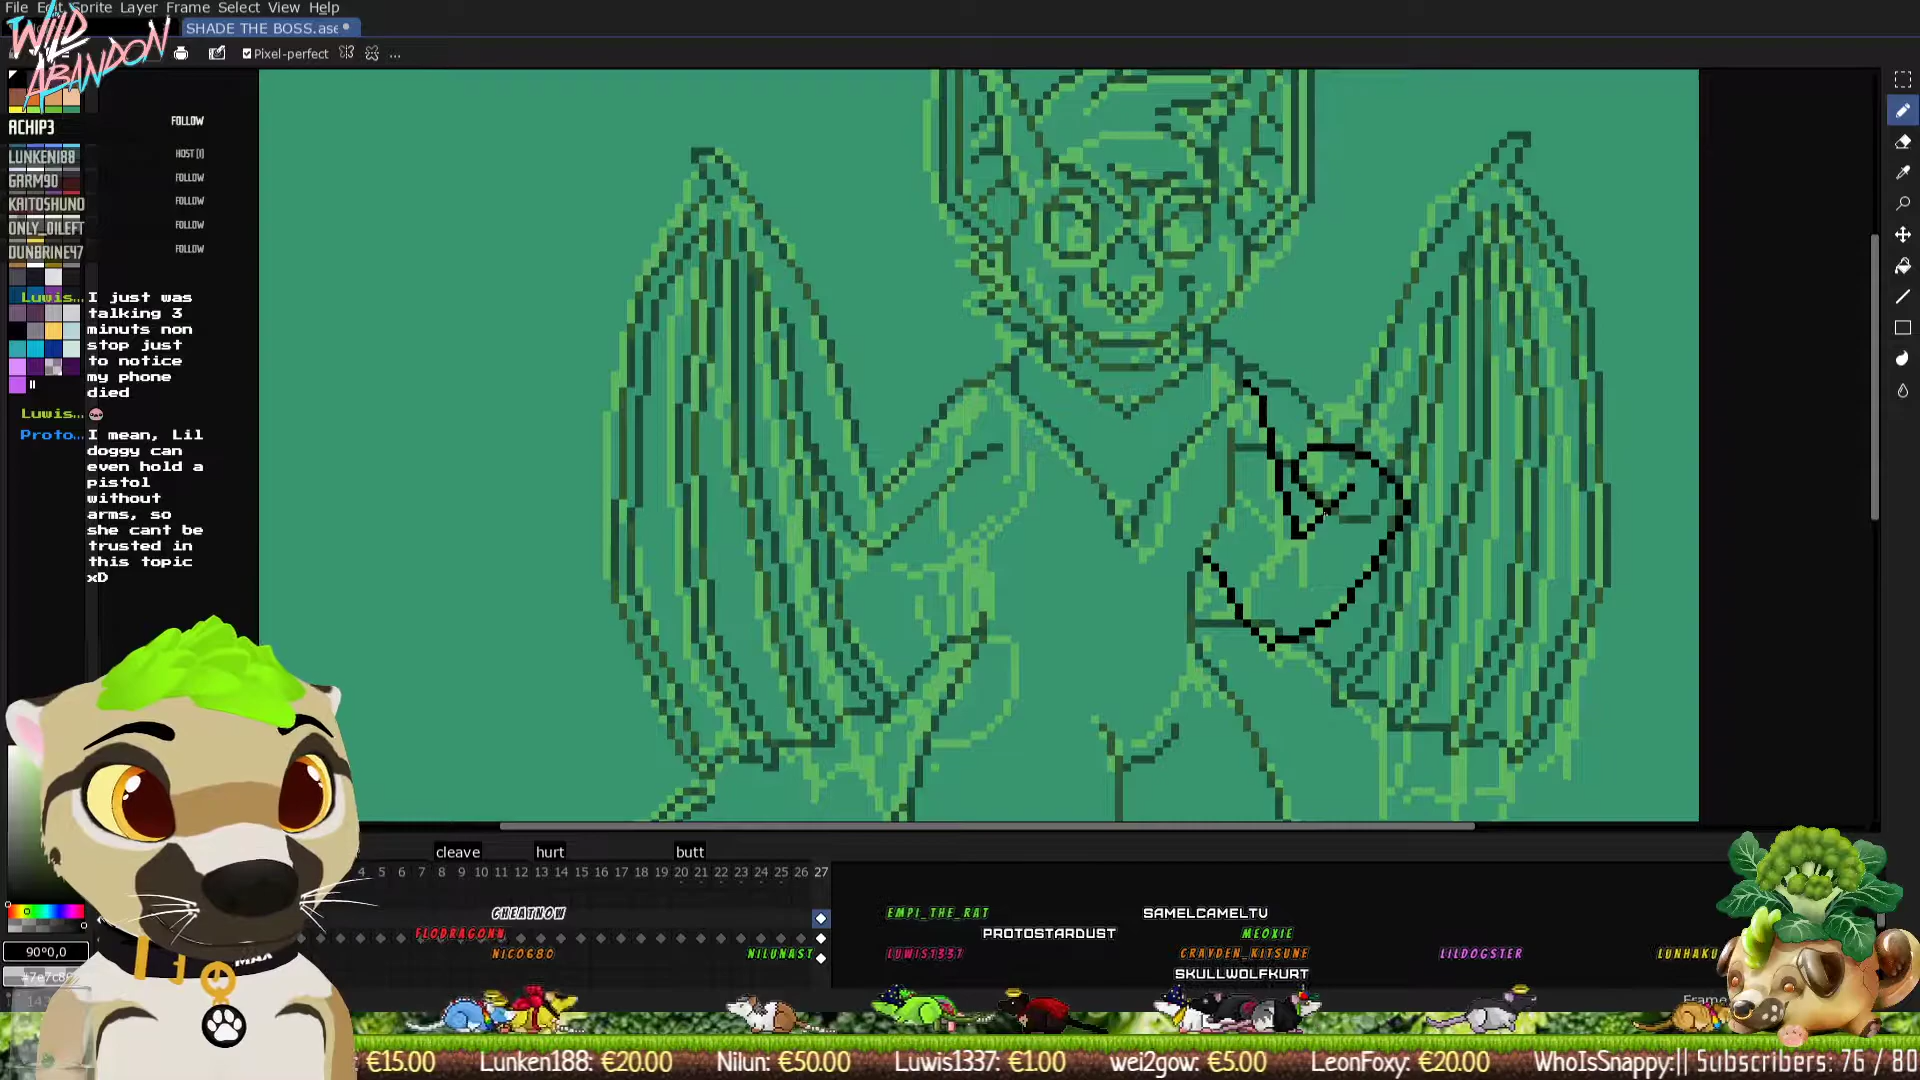 File Edit Sprite Layer Frame Select View Help
WILD ABANDON
SHADE THE BOSS.ase
Pixel-perfect
...
ACHIP3 FOLLOW
LUNKEN188 HOST [1]
GARM90 FOLLOW
KAITOSHUNO FOLLOW
ONLY_OILEFT FOLLOW
DUNBRINE47 FOLLOW
Luwis... I just was
talking 3
minuts non
stop just
to notice
my phone
died
Luwis...
Proto... I mean, Lil
doggy can
even hold a
pistol
without
arms, so
she cant be
trusted in
this topic
xD
cleave hurt butt
4 5 6 7 8 9 10 11 12 13 14 15 16 17 18 19 20 21 22 23 24 25 26 27
CHEATNOW
EMPI_THE_RAT SAMELCAMELTV
FLODRAGONN PROTOSTARDUST MEOXIE
NICO680 NILUNAST LUWIS1337 CRAYDEN_KITSUNE LILDOGSTER LUNHAKU
SKULLWOLFKURT
90°0,0
Frame
€15.00 Lunken188: €20.00 Nilun: €50.00 Luwis1337: €1.00 wei2gow: €5.00 LeonFoxy: €20.00 WhoIsSnappy: || Subscribers: 76 / 80